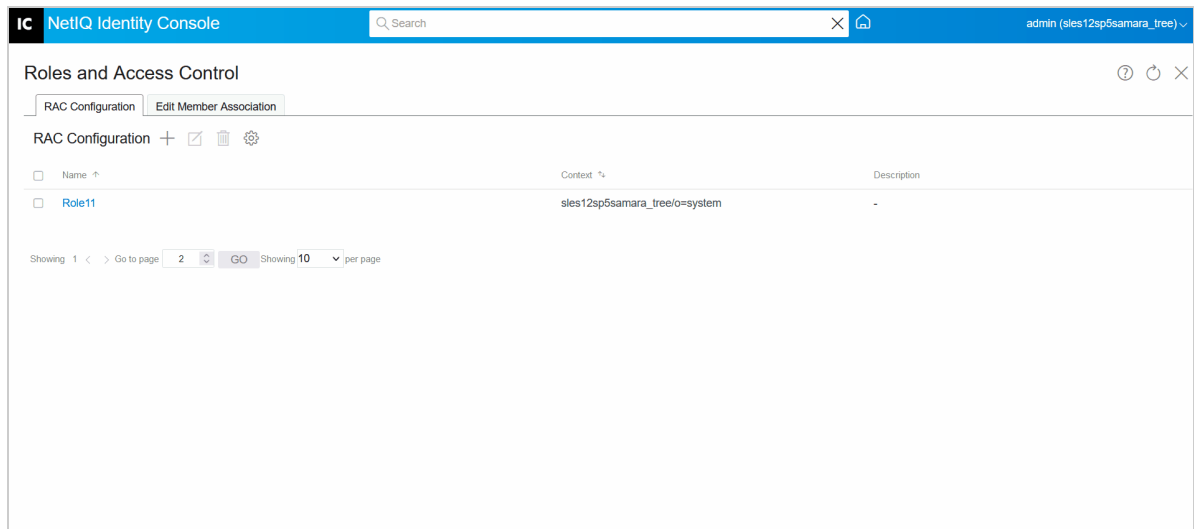 IC NetIQ Identity Console Search admin (sles12sp5samara_tree)
Roles and Access Control
RAC Configuration Edit Member Association
RAC Configuration
Name Context Description
Role11 sles12sp5samara_tree/o=system -
Showing 1 < > Go to page 2 GO Showing 10 per page